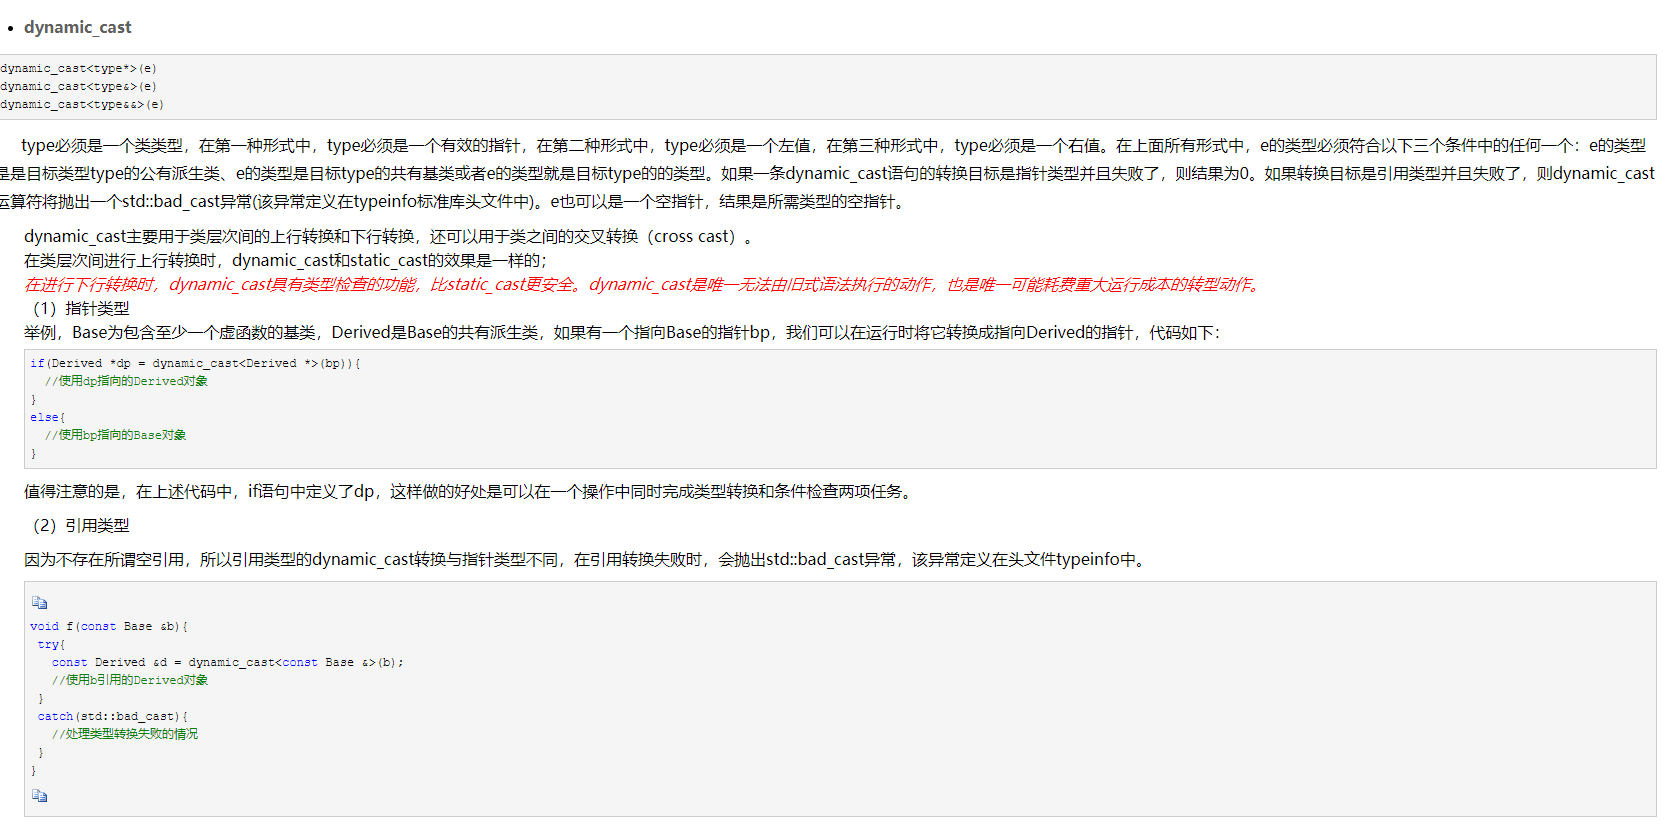 • dynamic_cast
dynamic_cast<type*>(e)
dynamic_cast<type&>(e)
dynamic_cast<type&&>(e)
type必须是一个类类型，在第一种形式中，type必须是一个有效的指针，在第二种形式中，type必须是一个左值，在第三种形式中，type必须是一个右值。在上面所有形式中，e的类型必须符合以下三个条件中的任何一个：e的类型
是是目标类型type的公有派生类、e的类型是目标type的共有基类或者e的类型就是目标type的的类型。如果一条dynamic_cast语句的转换目标是指针类型并且失败了，则结果为0。如果转换目标是引用类型并且失败了，则dynamic_cast
运算符将抛出一个std::bad_cast异常(该异常定义在typeinfo标准库头文件中)。e也可以是一个空指针，结果是所需类型的空指针。
dynamic_cast主要用于类层次间的上行转换和下行转换，还可以用于类之间的交叉转换（cross cast）。
在类层次间进行上行转换时，dynamic_cast和static_cast的效果是一样的；
在进行下行转换时，dynamic_cast具有类型检查的功能，比static_cast更安全。dynamic_cast是唯一无法由旧式语法执行的动作，也是唯一可能耗费重大运行成本的转型动作。
（1）指针类型
举例，Base为包含至少一个虚函数的基类，Derived是Base的共有派生类，如果有一个指向Base的指针bp，我们可以在运行时将它转换成指向Derived的指针，代码如下：
if(Derived *dp = dynamic_cast<Derived *>(bp)){
//使用dp指向的Derived对象
}
else{
//使用bp指向的Base对象
}
值得注意的是，在上述代码中，if语句中定义了dp，这样做的好处是可以在一个操作中同时完成类型转换和条件检查两项任务。
（2）引用类型
因为不存在所谓空引用，所以引用类型的dynamic_cast转换与指针类型不同，在引用转换失败时，会抛出std::bad_cast异常，该异常定义在头文件typeinfo中。
void f(const Base &b){
try{
const Derived &d = dynamic_cast<const Base &>(b);
//使用b引用的Derived对象
}
catch(std::bad_cast){
//处理类型转换失败的情况
}
}